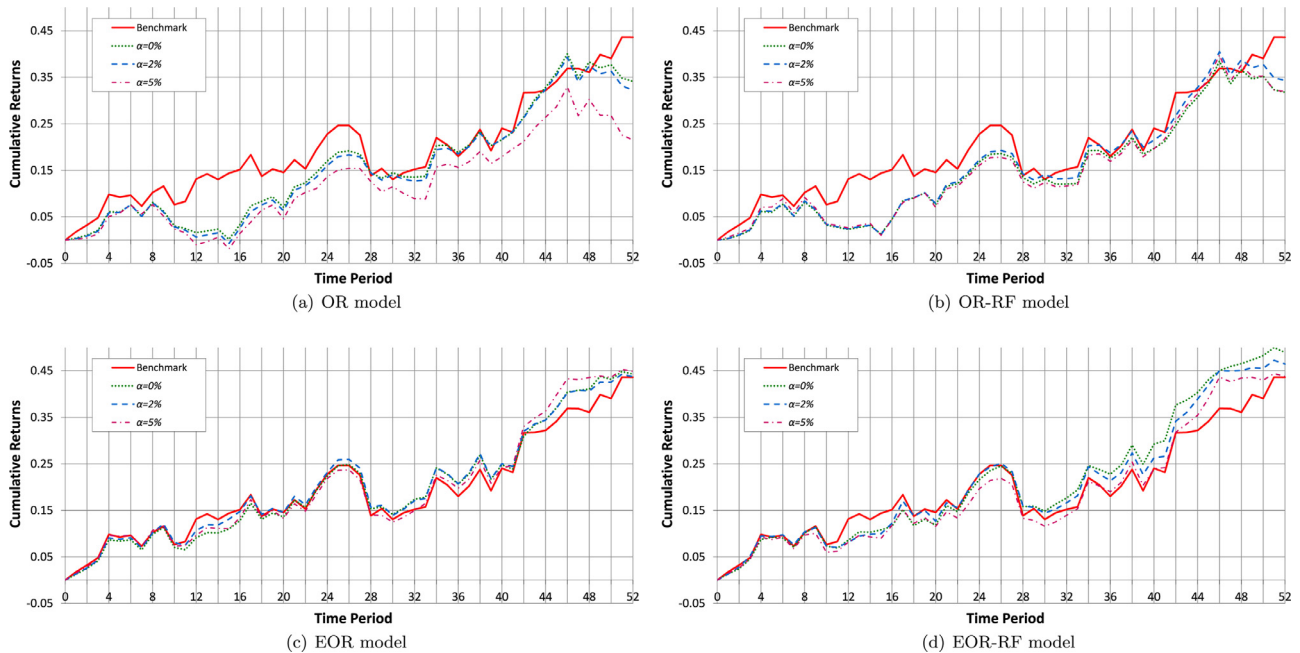 Cumulative Returns
0.45
0.35
0.25
0.15
0.05
-0.05
Benchmark
α=0%
α=2%
α=5%
0 4 8 12 16 20 24 28 32 36 40 44 48 52
Time Period
(a) OR model
Cumulative Returns
0.45
0.35
0.25
0.15
0.05
-0.05
Benchmark
α=0%
α=2%
α=5%
0 4 8 12 16 20 24 28 32 36 40 44 48 52
Time Period
(b) OR-RF model
Cumulative Returns
0.45
0.35
0.25
0.15
0.05
-0.05
Benchmark
α=0%
α=2%
α=5%
0 4 8 12 16 20 24 28 32 36 40 44 48 52
Time Period
(c) EOR model
Cumulative Returns
0.45
0.35
0.25
0.15
0.05
-0.05
Benchmark
α=0%
α=2%
α=5%
0 4 8 12 16 20 24 28 32 36 40 44 48 52
Time Period
(d) EOR-RF model